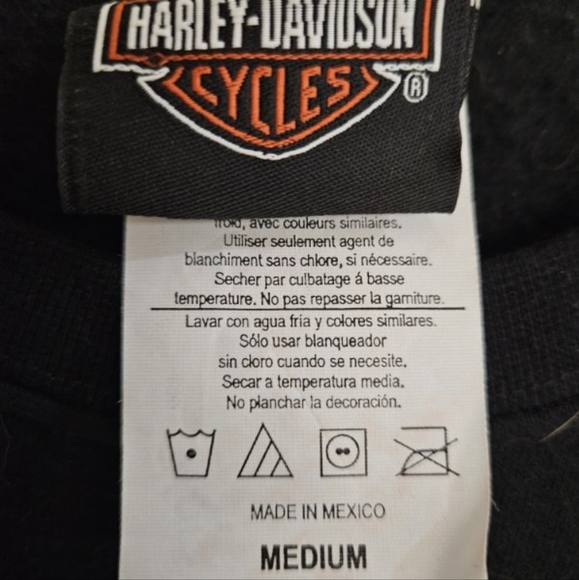 HARLEY-DAVIDSON
CYCLES
®
froid, avec couleurs similaires.
Utiliser seulement agent de
blanchiment sans chlore, si nécessaire.
Secher par culbatage á basse
temperature. No pas repasser la garniture.
Lavar con agua fria y colores similares.
Sólo usar blanqueador
sin cloro cuando se necesite.
Secar a temperatura media.
No planchar la decoración.
MADE IN MEXICO
MEDIUM